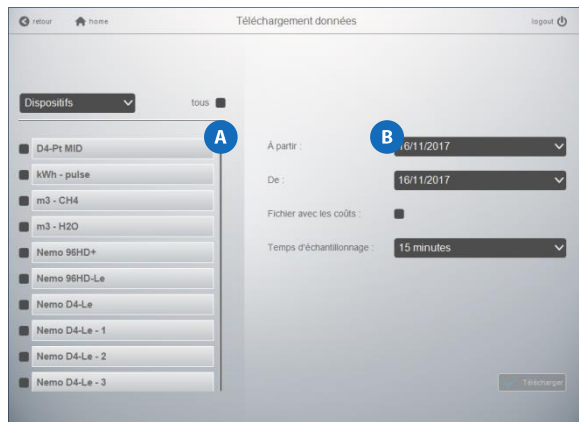 retour home Téléchargement données logout
Dispositifs tous
A
B
D4-Pt MID
kWh - pulse
m3 - CH4
m3 - H2O
Nemo 96HD+
Nemo 96HD-Le
Nemo D4-Le
Nemo D4-Le - 1
Nemo D4-Le - 2
Nemo D4-Le - 3
À partir : 16/11/2017
De : 16/11/2017
Fichier avec les coûts :
Temps d'échantillonnage : 15 minutes
Télécharger